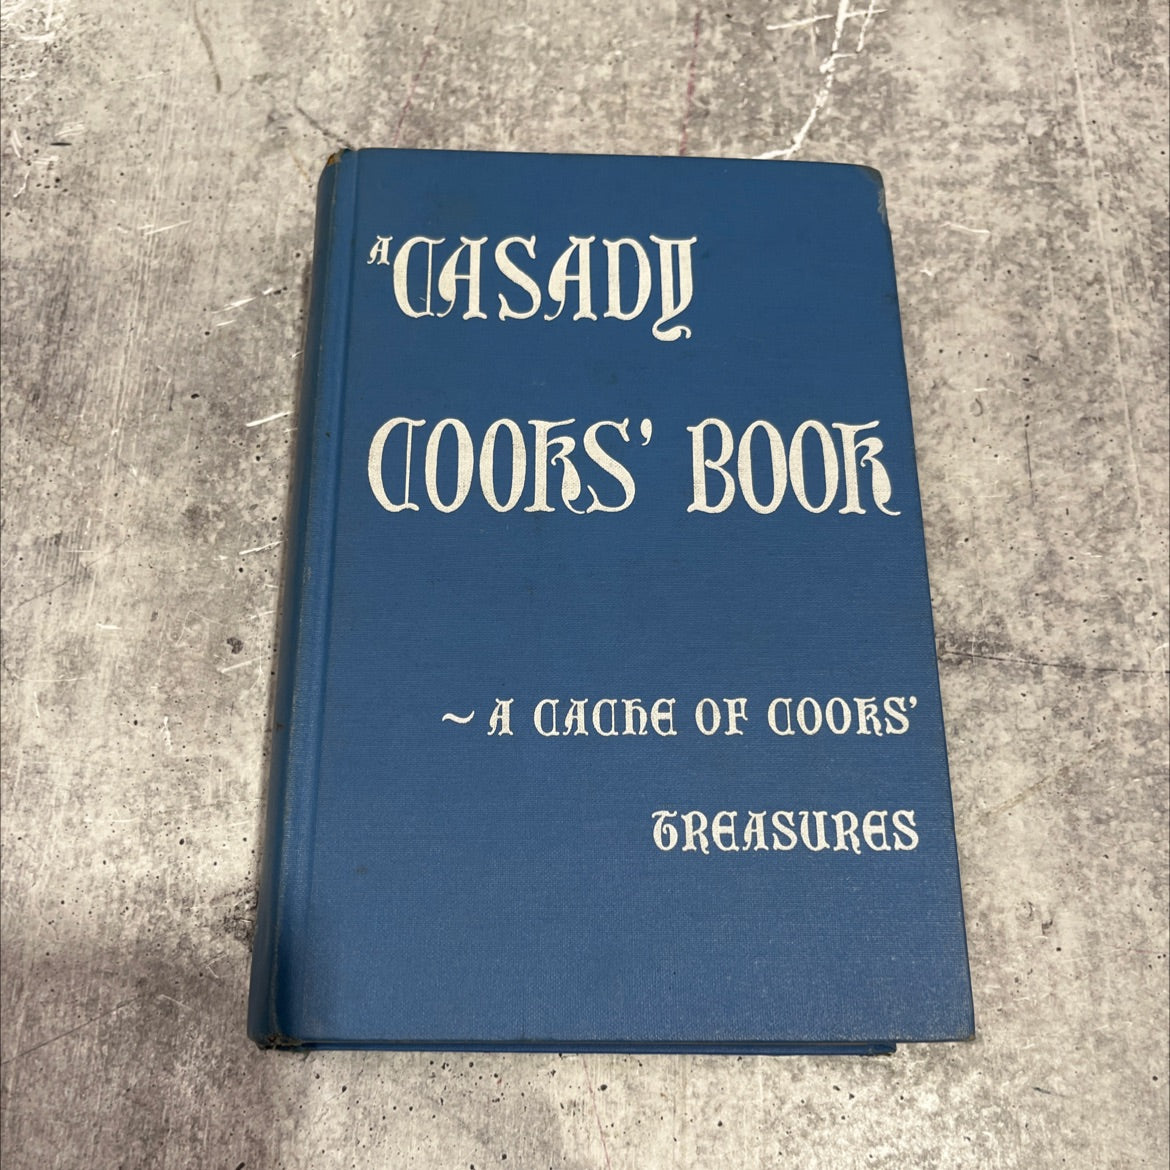 A CASADY
COOKS' BOOK
~ A CACHE OF COOKS'
TREASURES